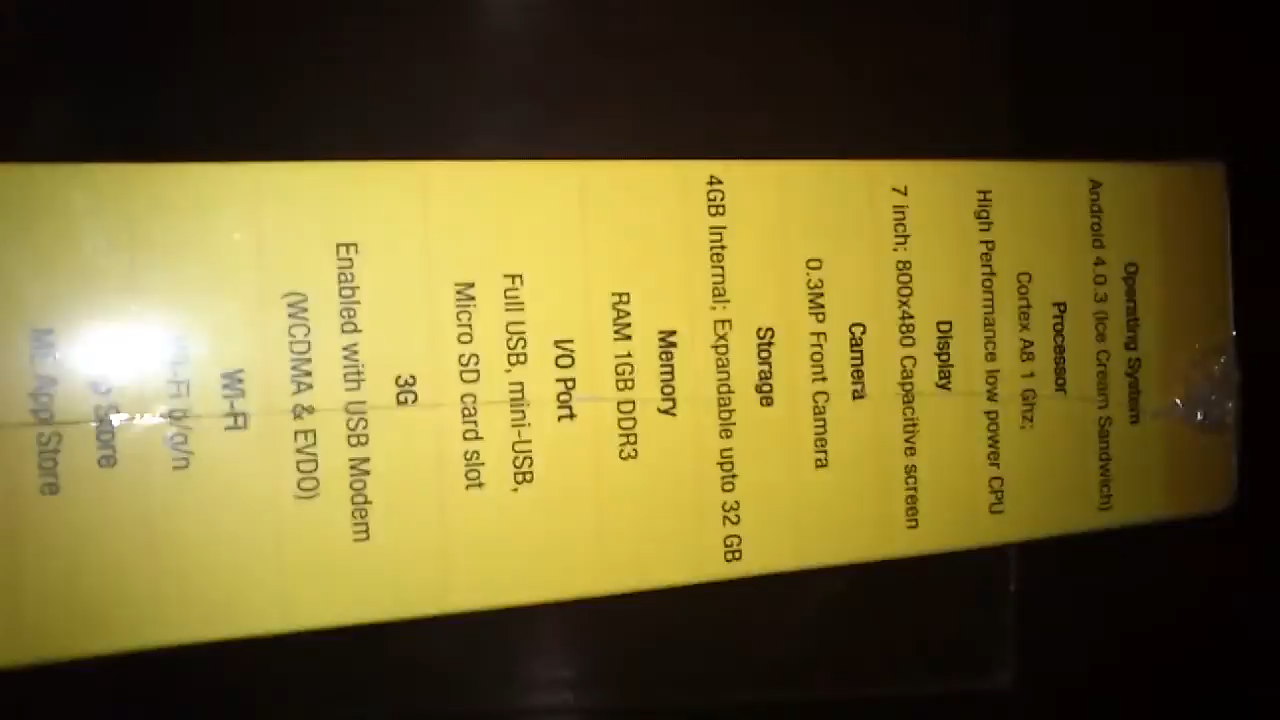 Operating System
Android 4.0.3 (Ice Cream Sandwich)
Processor
Cortex A8 1 Ghz;
High Performance low power CPU
Display
7 inch; 800x480 Capacitive screen
Camera
0.3MP Front Camera
Storage
4GB Internal; Expandable upto 32 GB
Memory
RAM 1GB DDR3
I/O Port
Full USB, mini-USB,
Micro SD card slot
3G
Enabled with USB Modem
(WCDMA & EVDO)
Wi-Fi
Wi-Fi b/g/n
Store
App Store